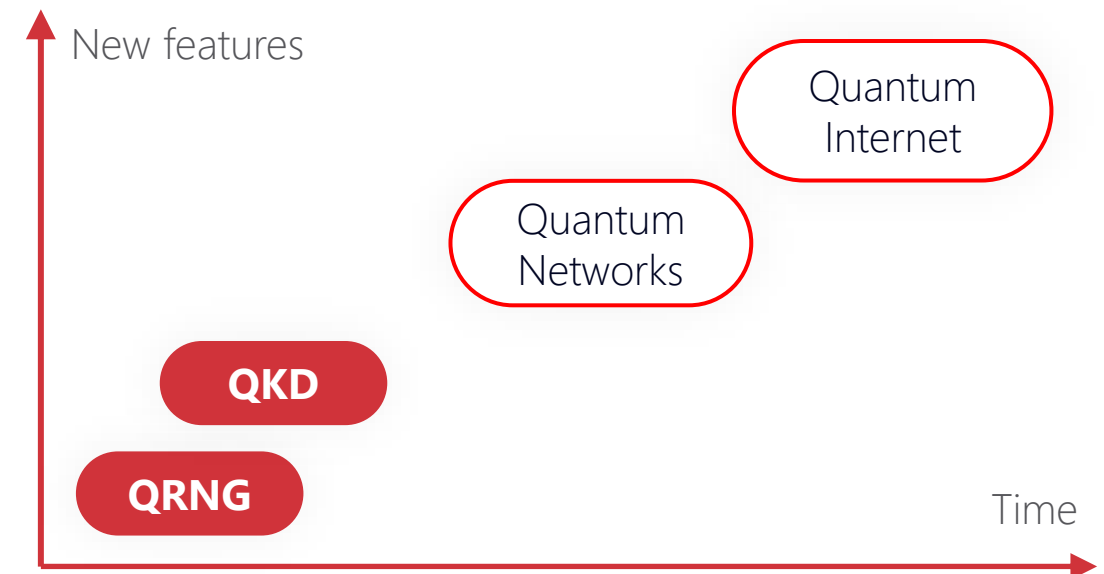 New features
Quantum
Internet
Quantum
Networks
QKD
QRNG
Time